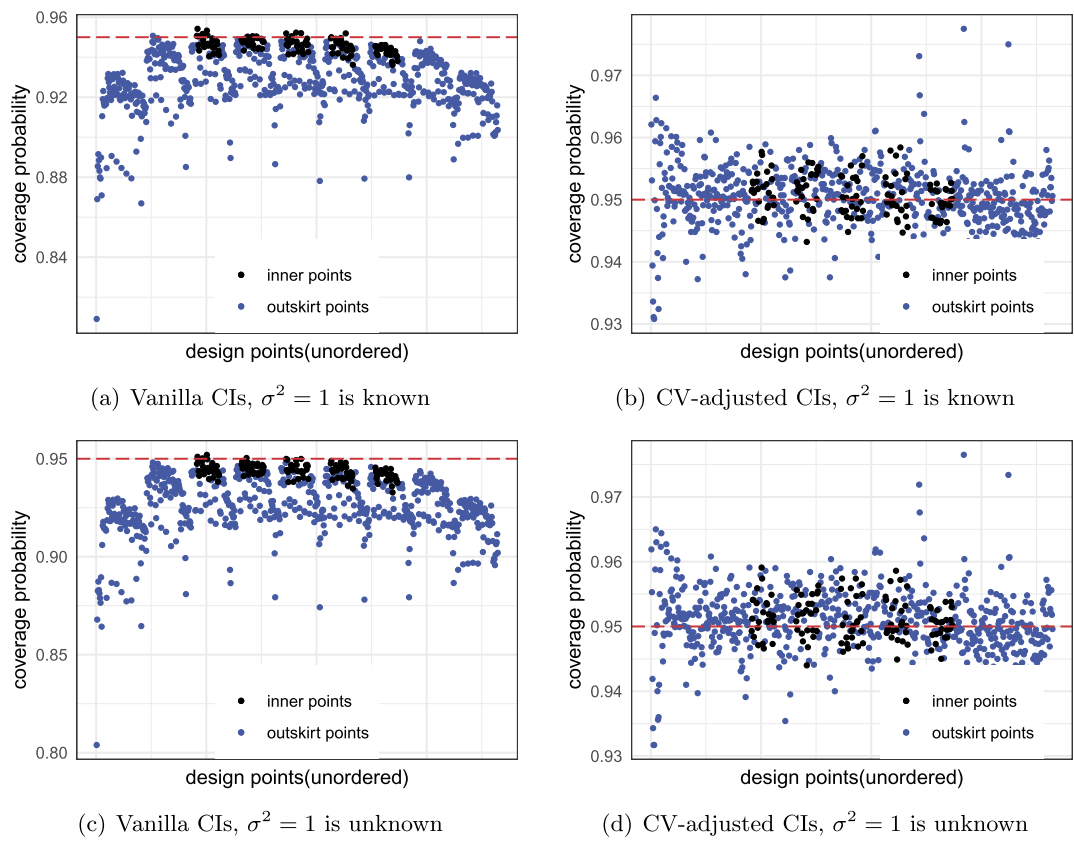 0.96
0.92
0.88
0.84
coverage probability
inner points
outskirt points
design points(unordered)
(a) Vanilla CIs, σ² = 1 is known
0.97
0.96
0.95
0.94
0.93
coverage probability
inner points
outskirt points
design points(unordered)
(b) CV-adjusted CIs, σ² = 1 is known
0.95
0.90
0.85
0.80
coverage probability
inner points
outskirt points
design points(unordered)
(c) Vanilla CIs, σ² = 1 is unknown
0.97
0.96
0.95
0.94
0.93
coverage probability
inner points
outskirt points
design points(unordered)
(d) CV-adjusted CIs, σ² = 1 is unknown